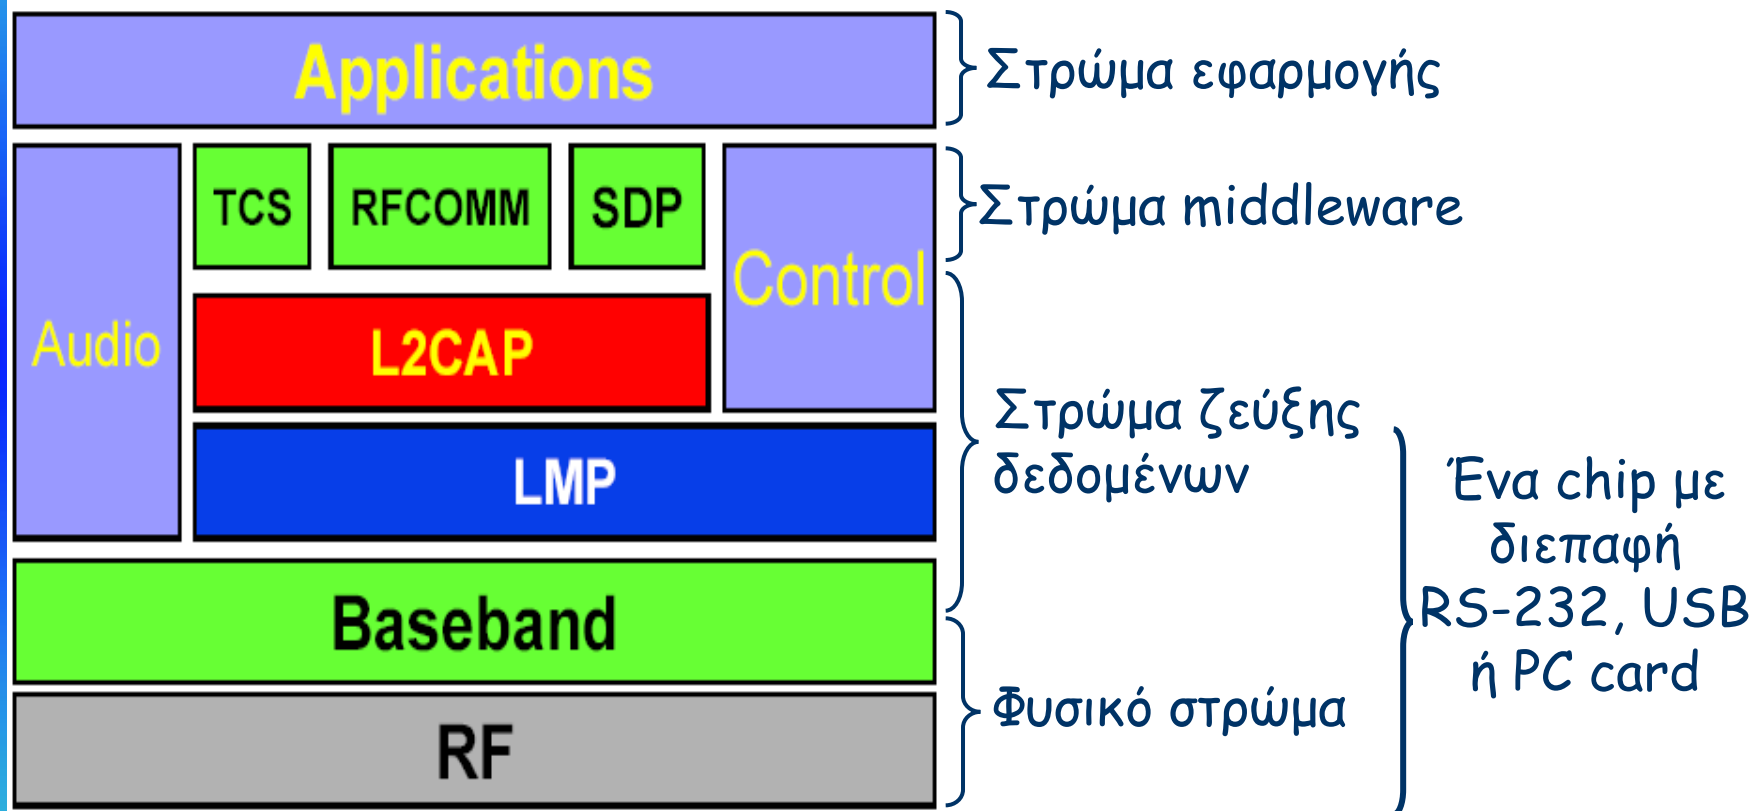 Applications
Στρώμα εφαρμογής
TCS
RFCOMM
SDP
Στρώμα middleware
Audio
Control
L2CAP
LMP
Στρώμα ζεύξης
δεδομένων
Baseband
RF
Φυσικό στρώμα
Ένα chip με
διεπαφή
RS-232, USB
ή PC card